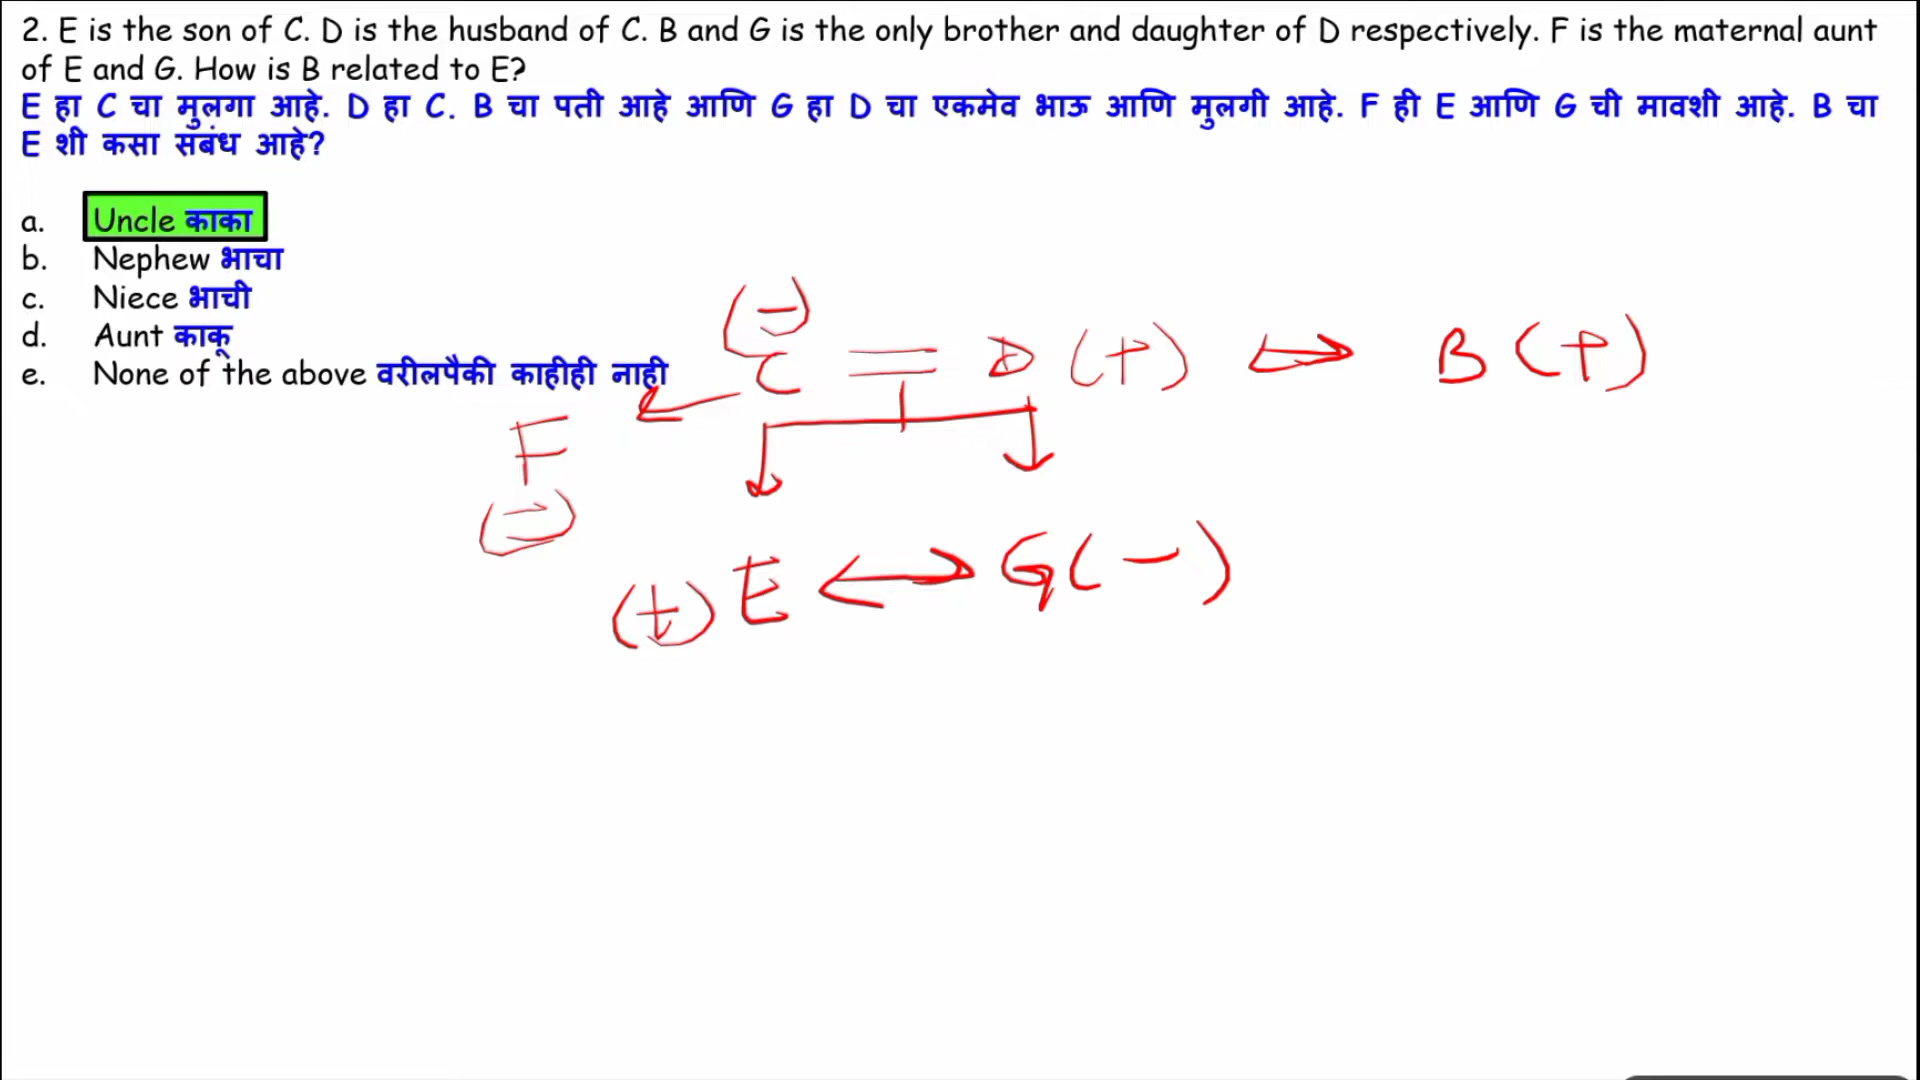 2. E is the son of C. D is the husband of C. B and G is the only brother and daughter of D respectively. F is the maternal aunt
of E and G. How is B related to E?
E हा C चा मुलगा आहे. D हा C. B चा पती आहे आणि G हा D चा एकमेव भाऊ आणि मुलगी आहे. F ही E आणि G ची मावशी आहे. B चा
E शी कसा संबंध आहे?
a. Uncle काका
b. Nephew भाचा
c. Niece भाची
d. Aunt काकू
e. None of the above वरीलपैकी काहीही नाही
(-)
C = D (+) ↔ B (+)
F
(-)
(+) E ↔ G (-)